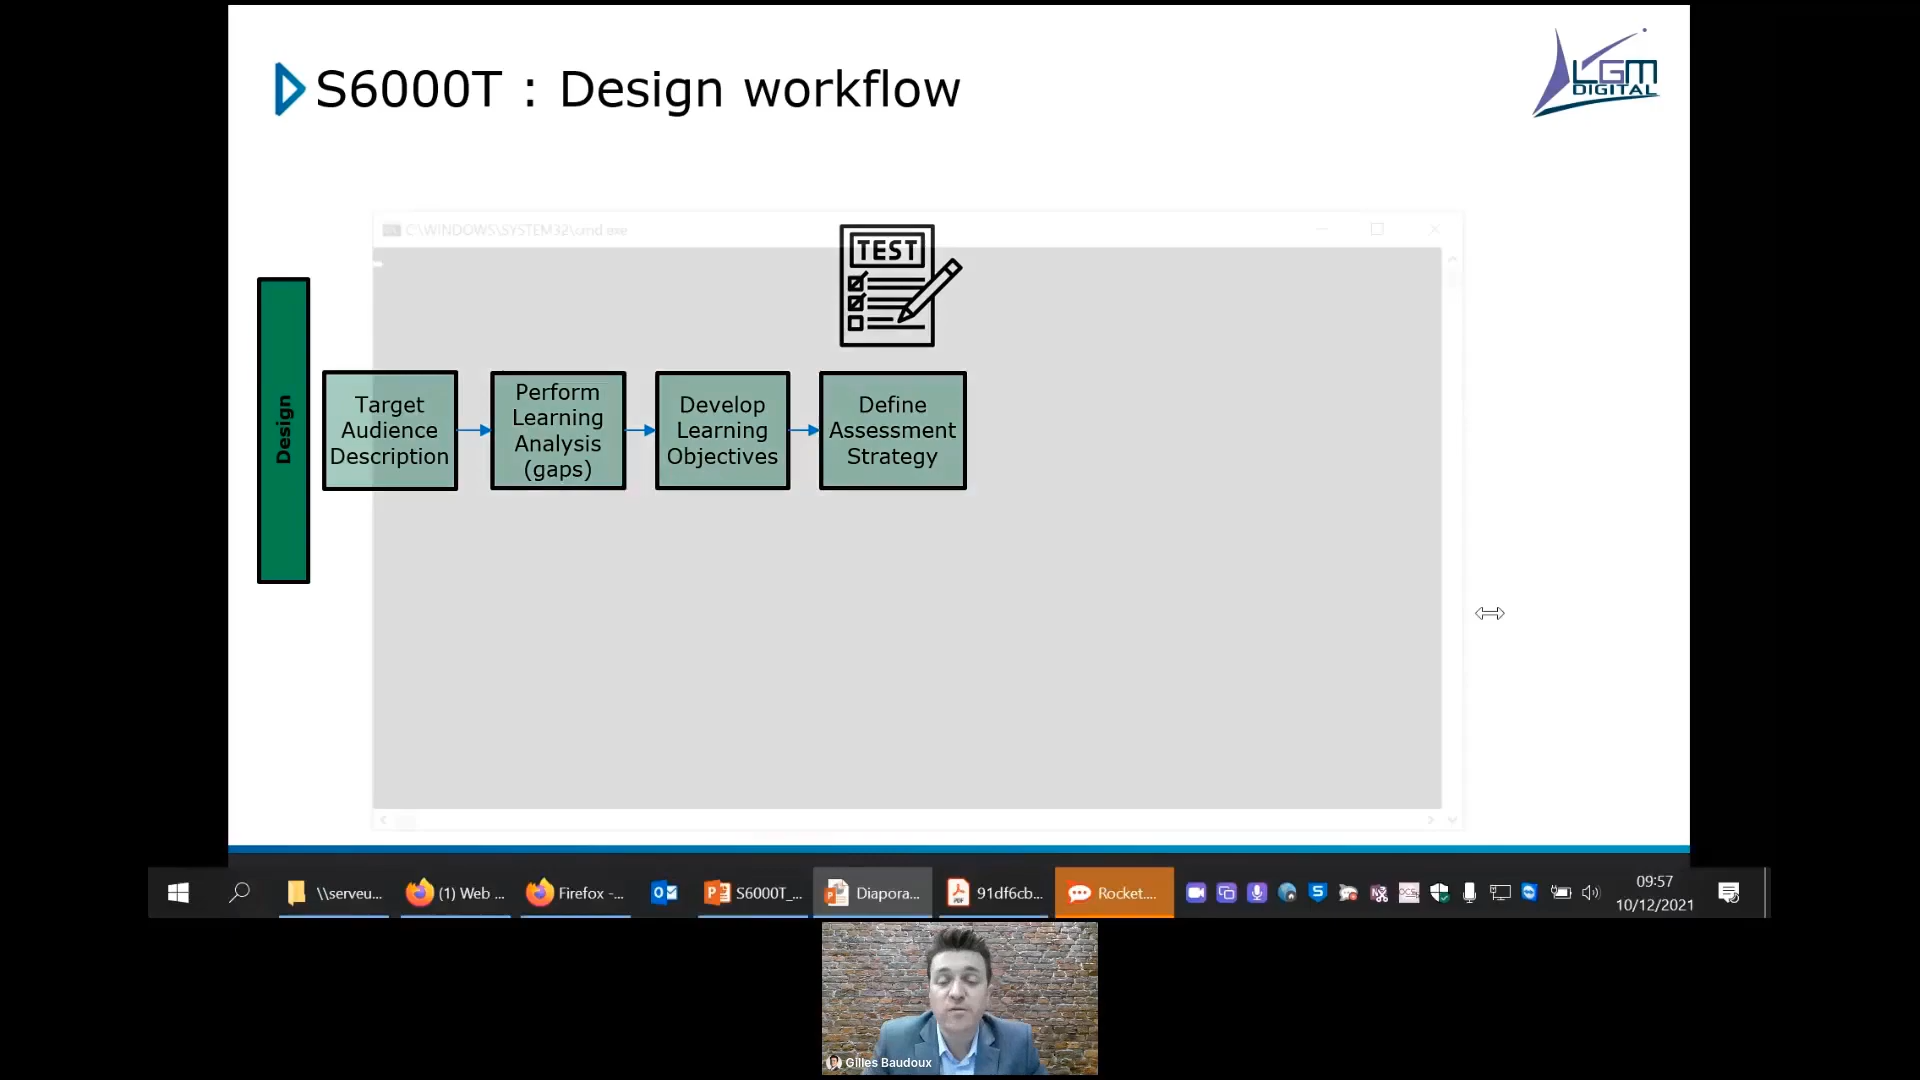 S6000T : Design workflow
LGM
DIGITAL
C:\WINDOWS\SYSTEM32\cmd.exe
TEST
Design
Target
Audience
Description
Perform
Learning
Analysis
(gaps)
Develop
Learning
Objectives
Define
Assessment
Strategy
\\serveu...
(1) Web ...
Firefox -...
S6000T_...
Diapora...
91df6cb...
Rocket....
09:57
10/12/2021
Gilles Baudoux